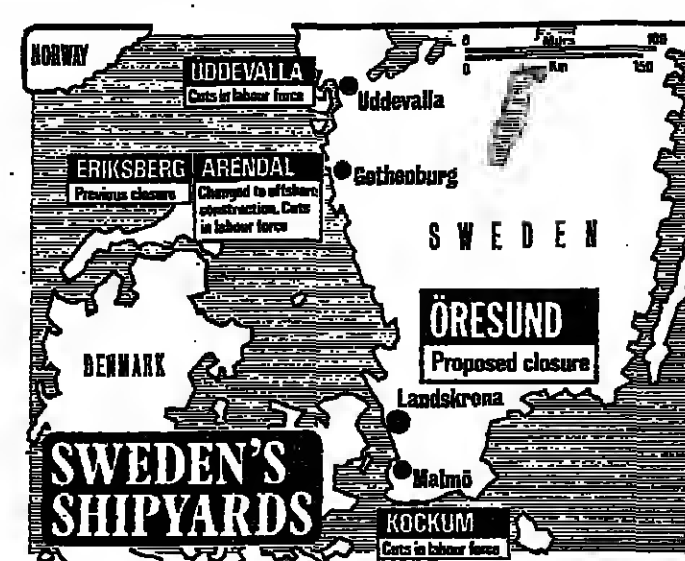 NORWAY
0 Miles 100
0 Km 150
UDDEVALLA
Cuts in labour force
Uddevalla
ERIKSBERG
Previous closure
ARENDAL
Changed to offshore
construction. Cuts
in labour force
Gothenburg
SWEDEN
ÖRESUND
Proposed closure
DENMARK
Landskrona
SWEDEN'S
SHIPYARDS
Malmö
KOCKUM
Cuts in labour force